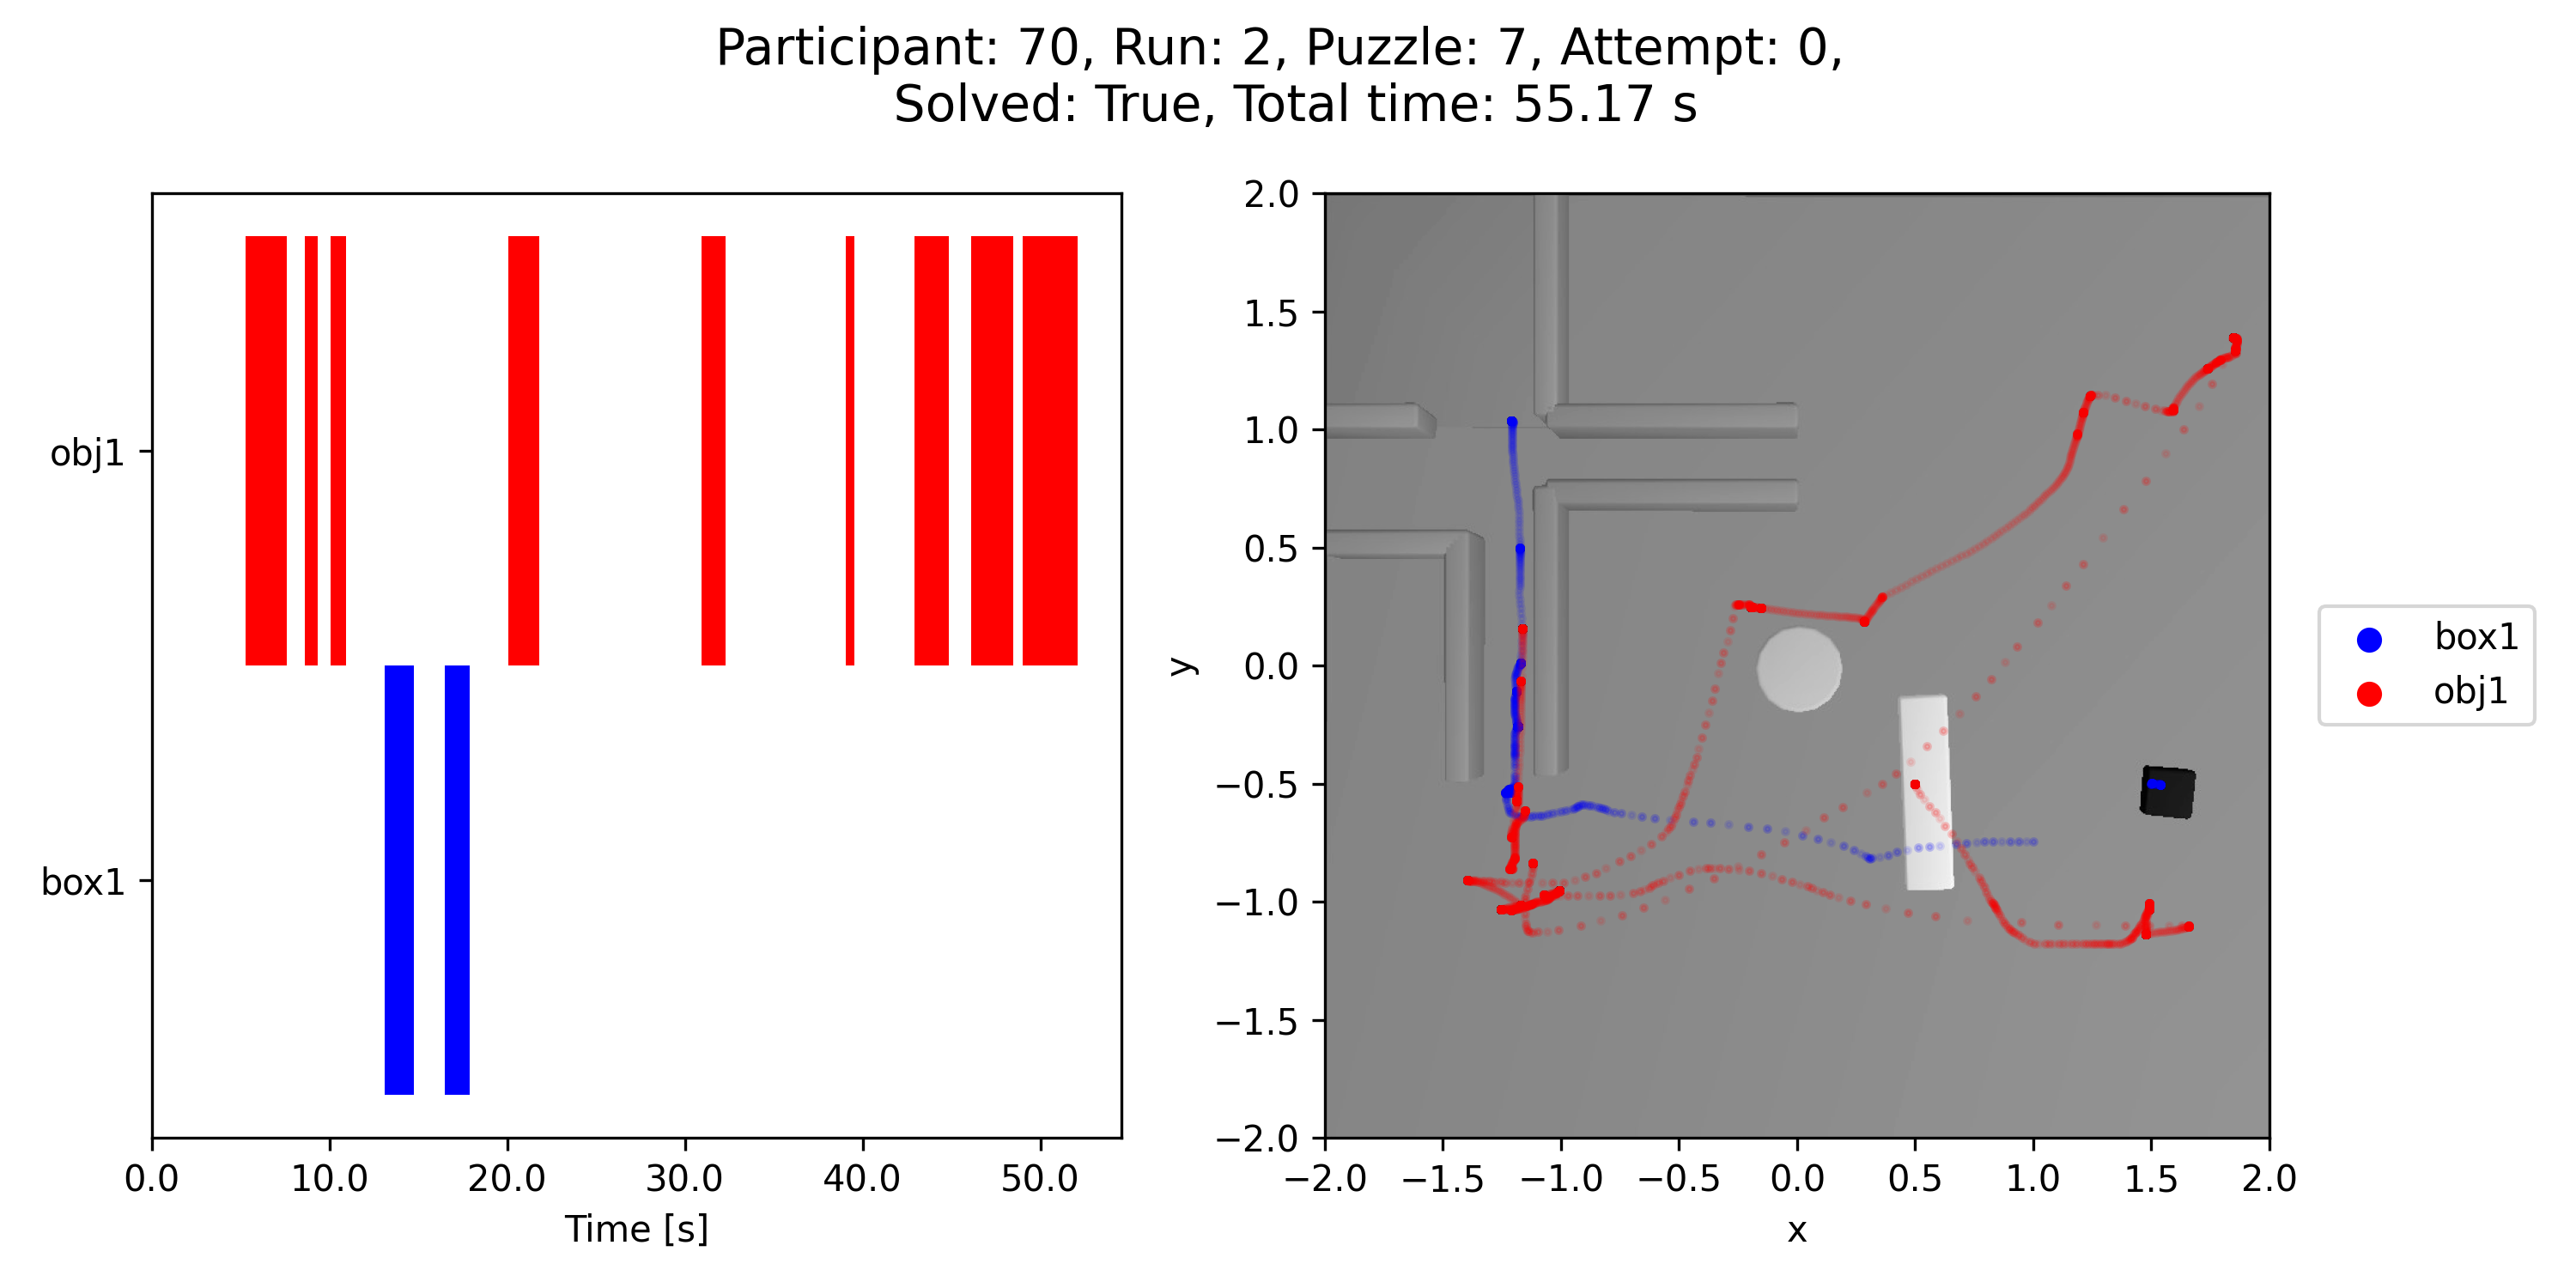 Participant: 70, Run: 2, Puzzle: 7, Attempt: 0,
Solved: True, Total time: 55.17 s
obj1
box1
0.0 10.0 20.0 30.0 40.0 50.0
Time [s]
y
2.0
1.5
1.0
0.5
0.0
−0.5
−1.0
−1.5
−2.0
−2.0 −1.5 −1.0 −0.5 0.0 0.5 1.0 1.5 2.0
x
box1
obj1